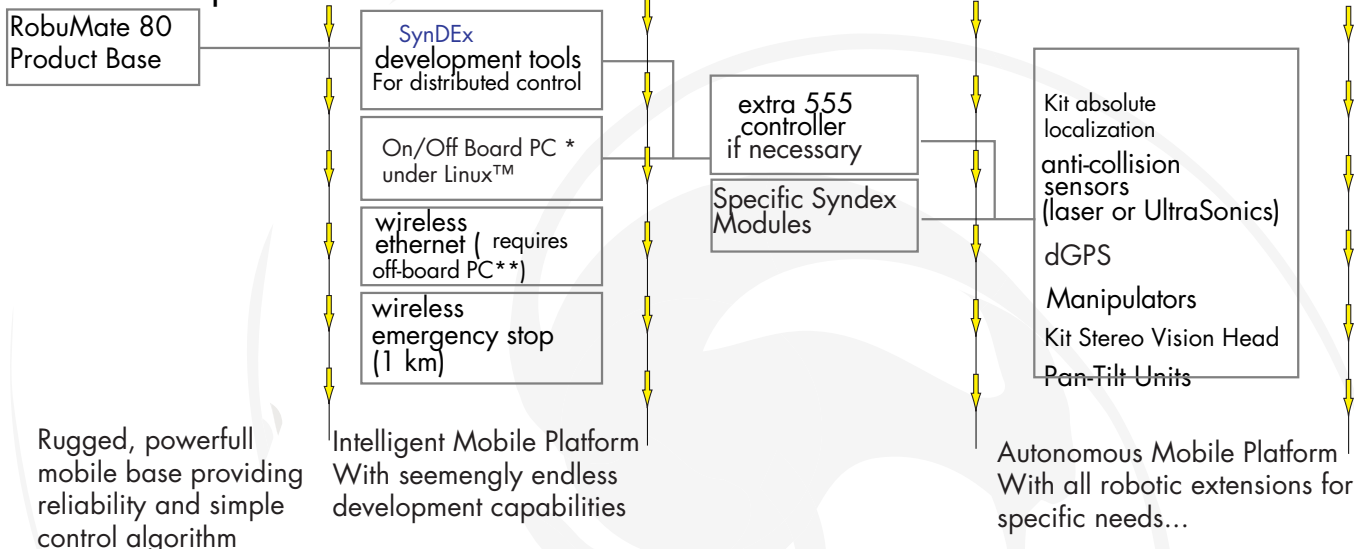 RobuMate 80
Product Base
SynDEx
development tools
For distributed control
On/Off Board PC *
under Linux™
wireless
ethernet ( requires
off-board PC**)
wireless
emergency stop
(1 km)
extra 555
controller
if necessary
Specific Syndex
Modules
Kit absolute
localization
anti-collision
sensors
(laser or UltraSonics)
dGPS
Manipulators
Kit Stereo Vision Head
Pan-Tilt Units
Rugged, powerfull
mobile base providing
reliability and simple
control algorithm
Intelligent Mobile Platform
With seemengly endless
development capabilities
Autonomous Mobile Platform
With all robotic extensions for
specific needs...